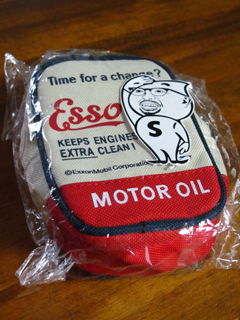 Time for a change?
Esso
S
KEEPS ENGINES
EXTRA CLEAN!
©ExxonMobil Corporation
MOTOR OIL